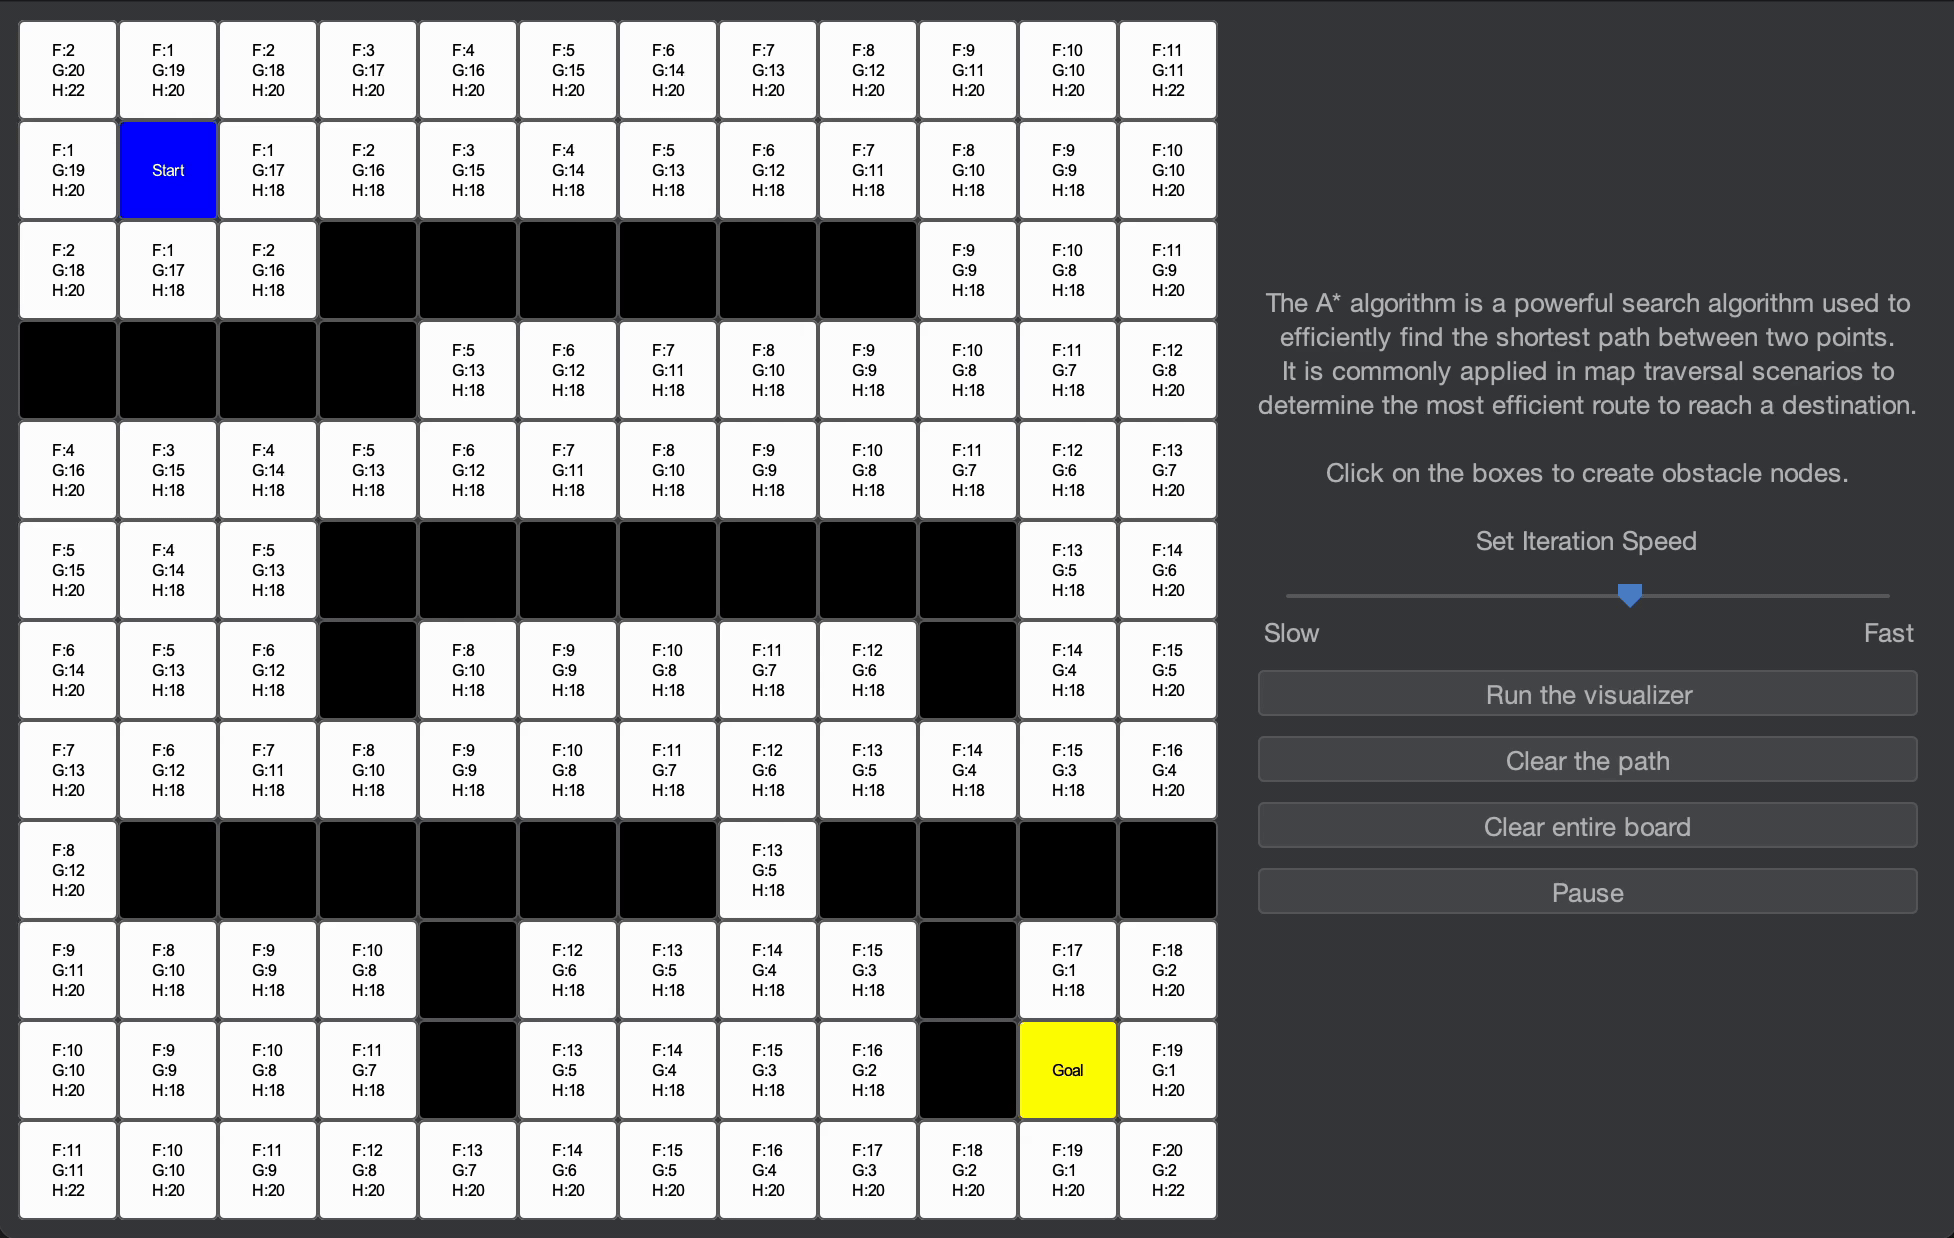 F:2 F:1 F:2 F:3 F:4 F:5 F:6 F:7 F:8 F:9 F:10 F:11
G:20 G:19 G:18 G:17 G:16 G:15 G:14 G:13 G:12 G:11 G:10 G:11
H:22 H:20 H:20 H:20 H:20 H:20 H:20 H:20 H:20 H:20 H:20 H:22
F:1 F:1 F:2 F:3 F:4 F:5 F:6 F:7 F:8 F:9 F:10
G:19 Start G:17 G:16 G:15 G:14 G:13 G:12 G:11 G:10 G:9 G:10
H:20 H:18 H:18 H:18 H:18 H:18 H:18 H:18 H:18 H:18 H:20
F:2 F:1 F:2 F:9 F:10 F:11
G:18 G:17 G:16 G:9 G:8 G:9
H:20 H:18 H:18 H:18 H:18 H:20
F:5 F:6 F:7 F:8 F:9 F:10 F:11 F:12
G:13 G:12 G:11 G:10 G:9 G:8 G:7 G:8
H:18 H:18 H:18 H:18 H:18 H:18 H:18 H:20
F:4 F:3 F:4 F:5 F:6 F:7 F:8 F:9 F:10 F:11 F:12 F:13
G:16 G:15 G:14 G:13 G:12 G:11 G:10 G:9 G:8 G:7 G:6 G:7
H:20 H:18 H:18 H:18 H:18 H:18 H:18 H:18 H:18 H:18 H:18 H:20
F:5 F:4 F:5 F:13 F:14
G:15 G:14 G:13 G:5 G:6
H:20 H:18 H:18 H:18 H:20
F:6 F:5 F:6 F:8 F:9 F:10 F:11 F:12 F:14 F:15
G:14 G:13 G:12 G:10 G:9 G:8 G:7 G:6 G:4 G:5
H:20 H:18 H:18 H:18 H:18 H:18 H:18 H:18 H:18 H:20
F:7 F:6 F:7 F:8 F:9 F:10 F:11 F:12 F:13 F:14 F:15 F:16
G:13 G:12 G:11 G:10 G:9 G:8 G:7 G:6 G:5 G:4 G:3 G:4
H:20 H:18 H:18 H:18 H:18 H:18 H:18 H:18 H:18 H:18 H:18 H:20
F:8 F:13
G:12 G:5
H:20 H:18
F:9 F:8 F:9 F:10 F:12 F:13 F:14 F:15 F:17 F:18
G:11 G:10 G:9 G:8 G:6 G:5 G:4 G:3 G:1 G:2
H:20 H:18 H:18 H:18 H:18 H:18 H:18 H:18 H:18 H:20
F:10 F:9 F:10 F:11 F:13 F:14 F:15 F:16 F:19
G:10 G:9 G:8 G:7 G:5 G:4 G:3 G:2 Goal G:1
H:20 H:18 H:18 H:18 H:18 H:18 H:18 H:18 H:20
F:11 F:10 F:11 F:12 F:13 F:14 F:15 F:16 F:17 F:18 F:19 F:20
G:11 G:10 G:9 G:8 G:7 G:6 G:5 G:4 G:3 G:2 G:1 G:2
H:22 H:20 H:20 H:20 H:20 H:20 H:20 H:20 H:20 H:20 H:20 H:22
The A* algorithm is a powerful search algorithm used to
efficiently find the shortest path between two points.
It is commonly applied in map traversal scenarios to
determine the most efficient route to reach a destination.
Click on the boxes to create obstacle nodes.
Set Iteration Speed
Slow Fast
Run the visualizer
Clear the path
Clear entire board
Pause